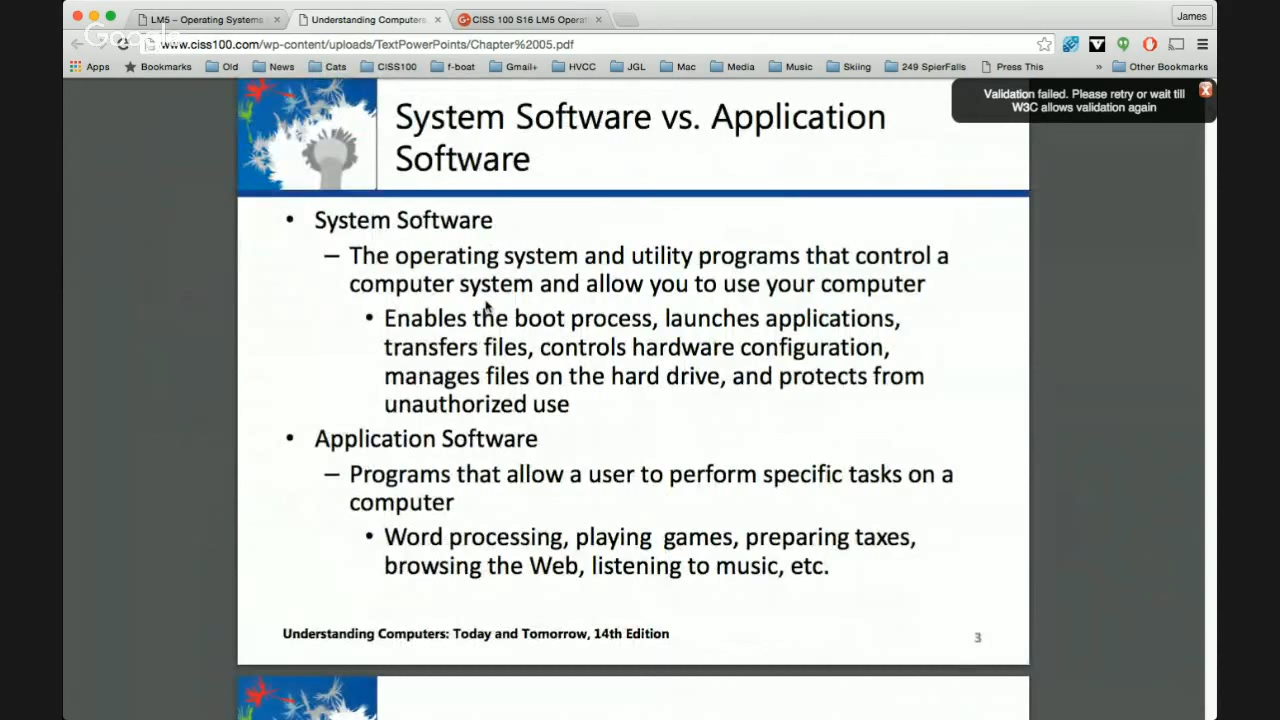 LM5 – Operating Systems
Understanding Computers:
CISS 100 S16 LM5 Operat
James
Google
www.ciss100.com/wp-content/uploads/TextPowerPoints/Chapter%2005.pdf
Apps Bookmarks Old News Cats CISS100 f-boat Gmail+ HVCC JGL Mac Media Music Skiing 249 SpierFalls Press This » Other Bookmarks
Validation failed. Please retry or wait till
W3C allows validation again
System Software vs. Application
Software
• System Software
– The operating system and utility programs that control a
computer system and allow you to use your computer
• Enables the boot process, launches applications,
transfers files, controls hardware configuration,
manages files on the hard drive, and protects from
unauthorized use
• Application Software
– Programs that allow a user to perform specific tasks on a
computer
• Word processing, playing games, preparing taxes,
browsing the Web, listening to music, etc.
Understanding Computers: Today and Tomorrow, 14th Edition
3